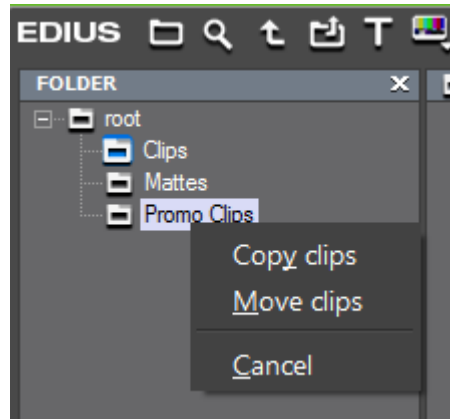 EDIUS T
FOLDER
root
Clips
Mattes
Promo Clips
Copy clips
Move clips
Cancel